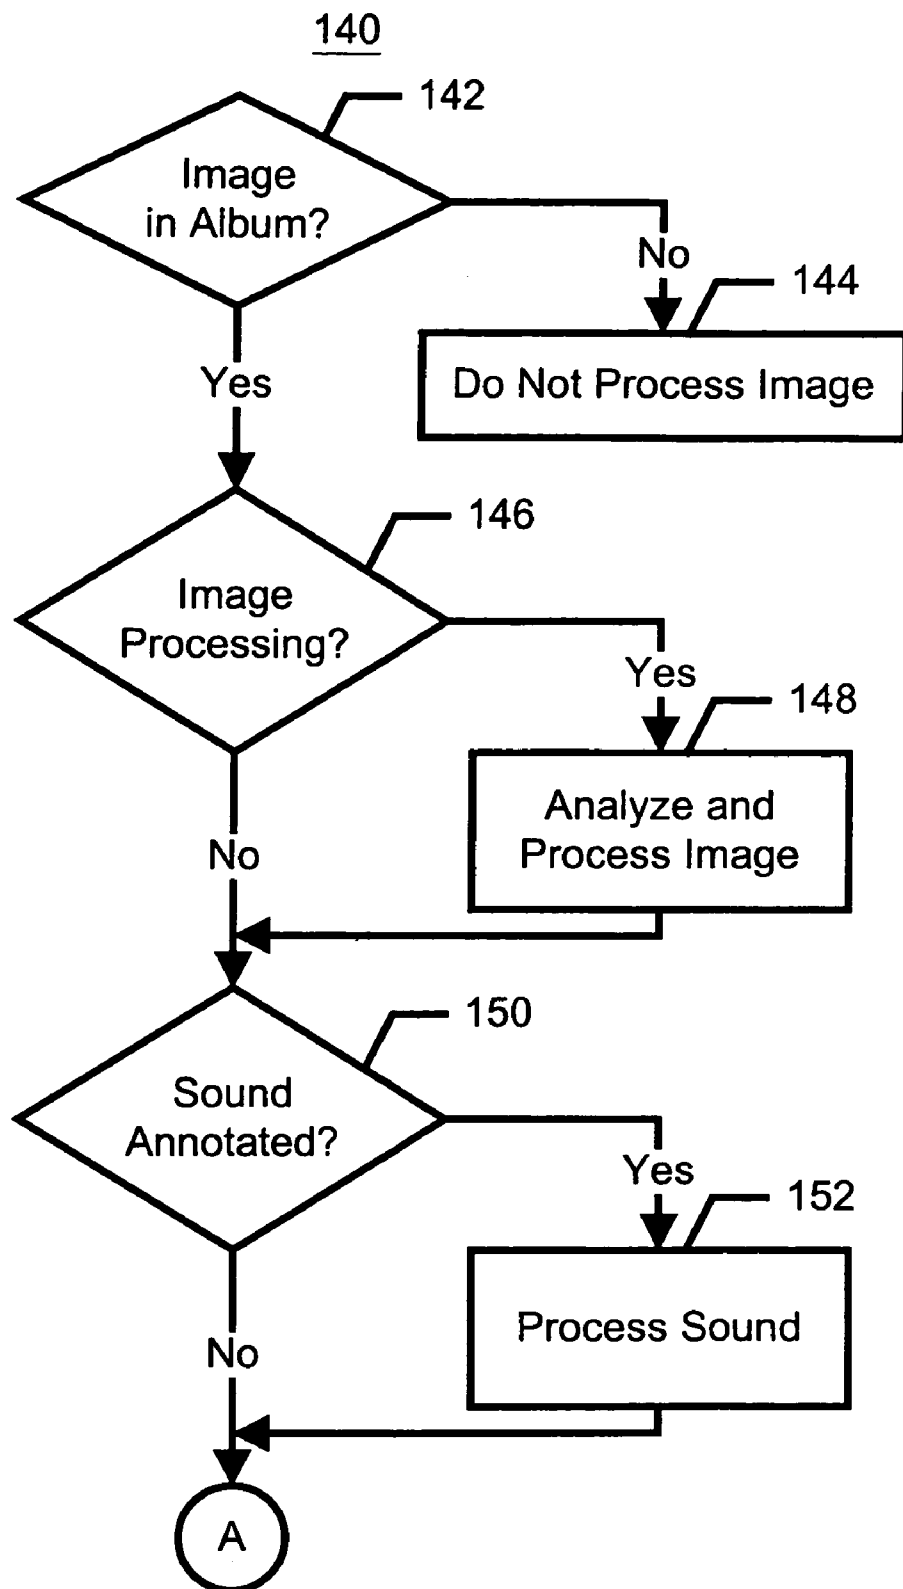 140
142
Image
in Album?
No
144
Do Not Process Image
Yes
146
Image
Processing?
Yes
148
Analyze and
Process Image
No
150
Sound
Annotated?
Yes
152
Process Sound
No
A